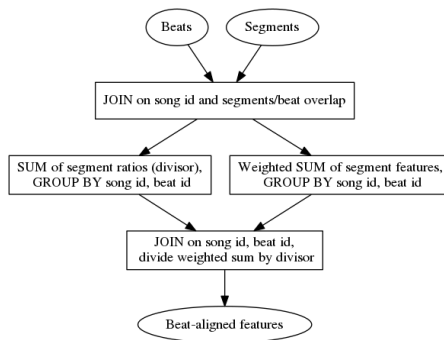 Beats
Segments
JOIN on song id and segments/beat overlap
SUM of segment ratios (divisor),
GROUP BY song id, beat id
Weighted SUM of segment features,
GROUP BY song id, beat id
JOIN on song id, beat id,
divide weighted sum by divisor
Beat-aligned features